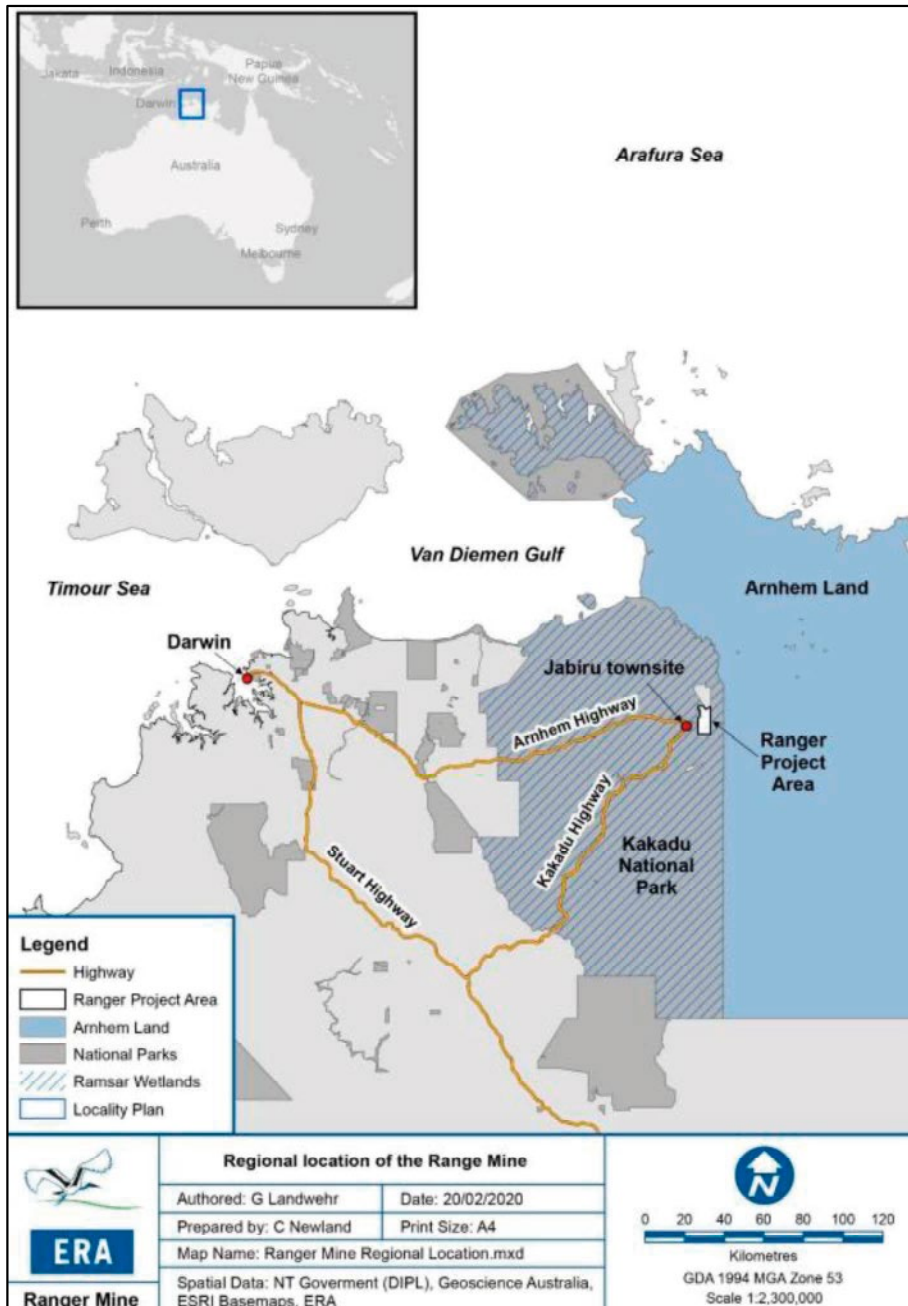 Jakata
Indonesia
Papua
New Guinea
Darwin
Australia
Perth
Sydney
Melbourne
Arafura Sea
Van Diemen Gulf
Timour Sea
Arnhem Land
Darwin
Jabiru townsite
Arnhem Highway
Ranger
Project
Area
Kakadu Highway
Kakadu
National
Park
Stuart Highway
Legend
Highway
Ranger Project Area
Arnhem Land
National Parks
Ramsar Wetlands
Locality Plan
ERA
Ranger Mine
Regional location of the Range Mine
Authored: G Landwehr
Date: 20/02/2020
Prepared by: C Newland
Print Size: A4
Map Name: Ranger Mine Regional Location.mxd
Spatial Data: NT Goverment (DIPL), Geoscience Australia,
ESRI Basemaps, ERA
N
0 20 40 60 80 100 120
Kilometres
GDA 1994 MGA Zone 53
Scale 1:2,300,000